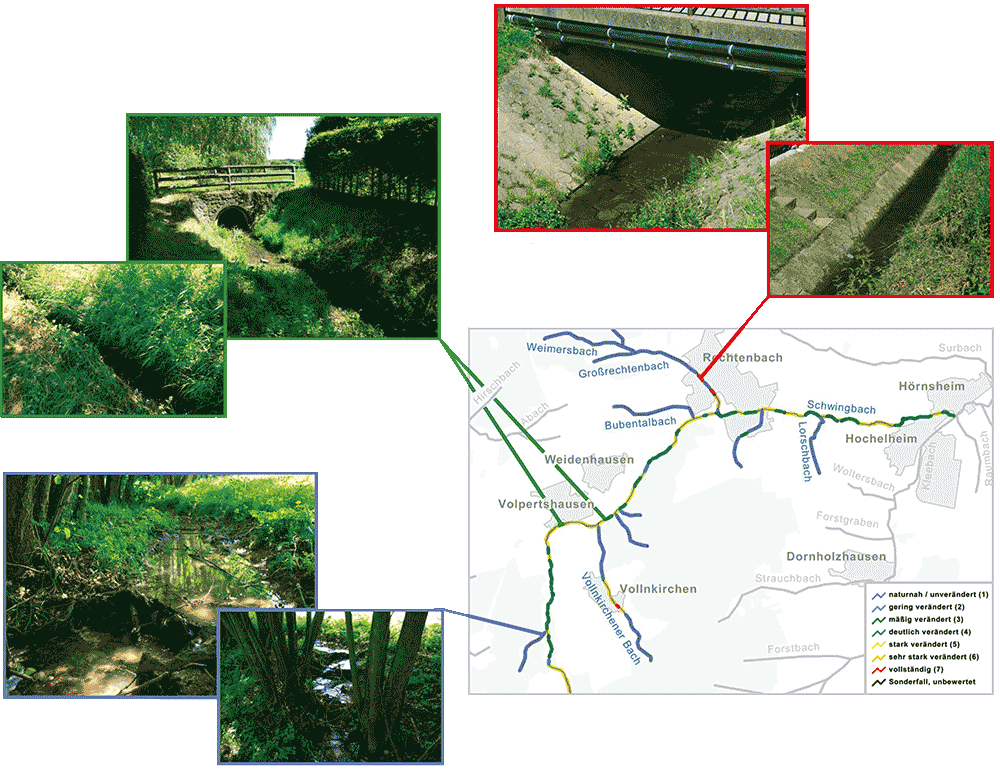 Weimersbach
Großrechtenbach
Rechtenbach
Surbach
Hirschbach
Abach
Bubentalbach
Schwingbach
Hörnsheim
Hochelheim
Lorschbach
Kleebach
Raumbach
Weidenhausen
Wollersbach
Volpertshausen
Forstgraben
Dornholzhausen
Vollnkirchener Bach
Vollnkirchen
Strauchbach
Forstbach
naturnah / unverändert (1)
gering verändert (2)
mäßig verändert (3)
deutlich verändert (4)
stark verändert (5)
sehr stark verändert (6)
vollständig (7)
Sonderfall, unbewertet